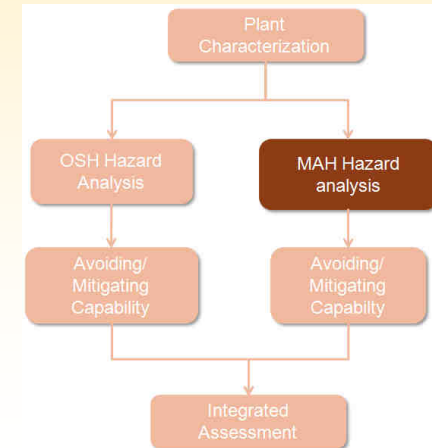 Plant
Characterization
OSH Hazard
Analysis
MAH Hazard
analysis
Avoiding/
Mitigating
Capability
Avoiding/
Mitigating
Capabilty
Integrated
Assessment